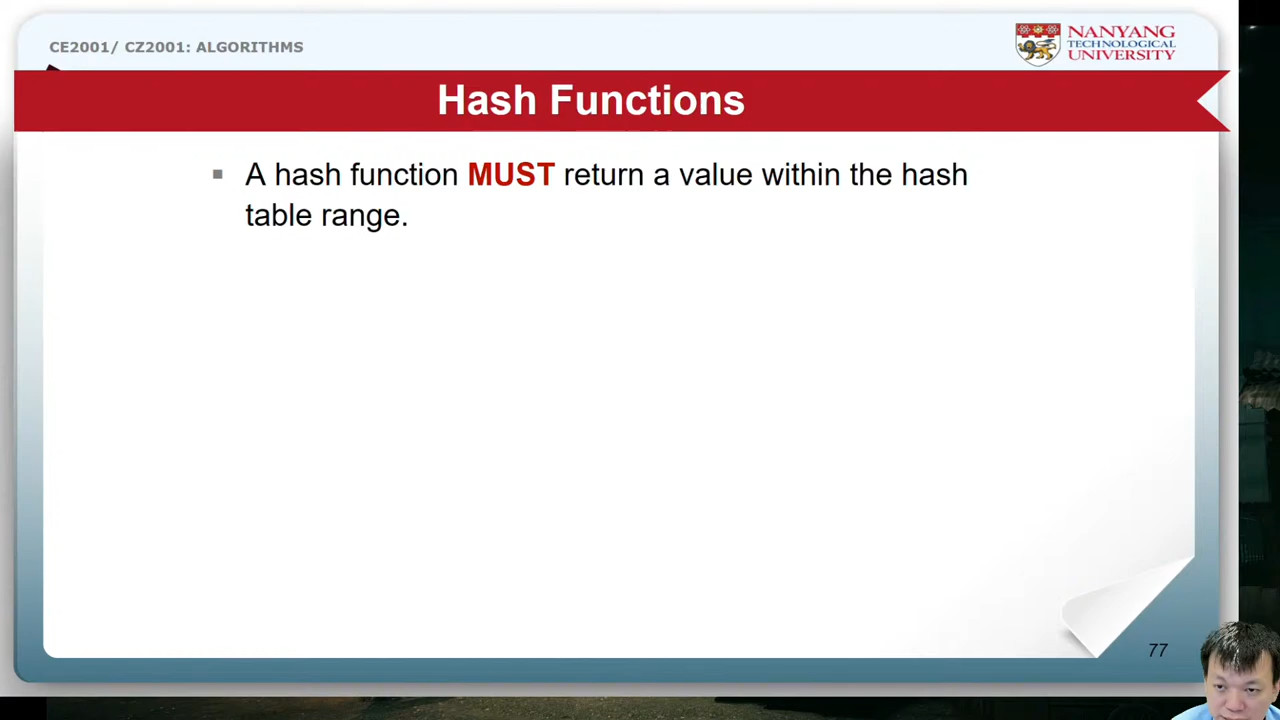 CE2001/ CZ2001: ALGORITHMS
NANYANG
TECHNOLOGICAL
UNIVERSITY
Hash Functions
▪ A hash function MUST return a value within the hash
table range.
77